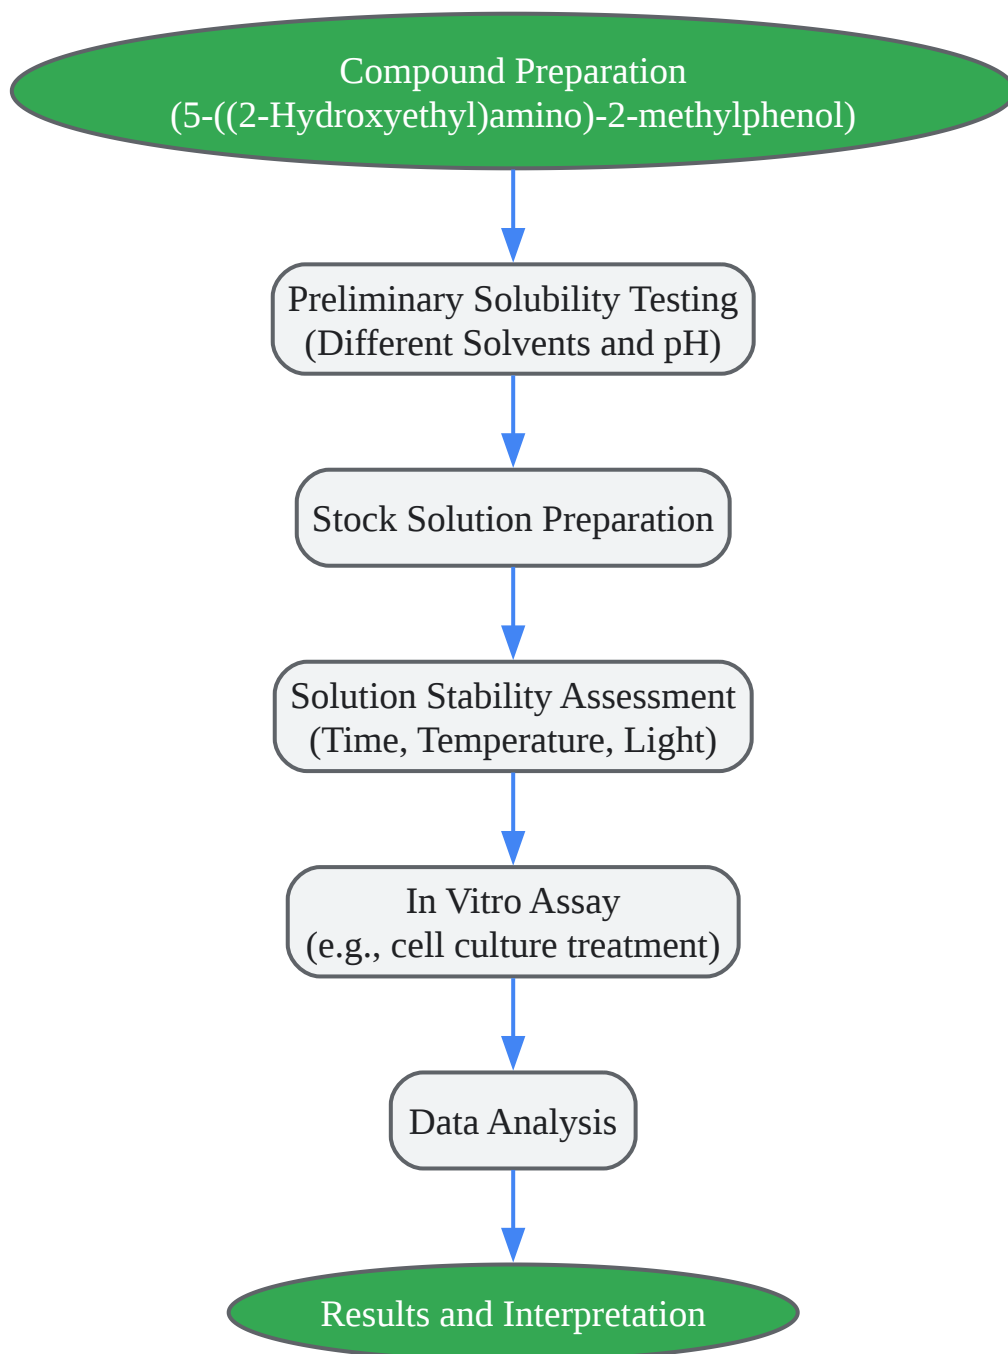 Compound Preparation
(5-((2-Hydroxyethyl)amino)-2-methylphenol)
Preliminary Solubility Testing
(Different Solvents and pH)
Stock Solution Preparation
Solution Stability Assessment
(Time, Temperature, Light)
In Vitro Assay
(e.g., cell culture treatment)
Data Analysis
Results and Interpretation